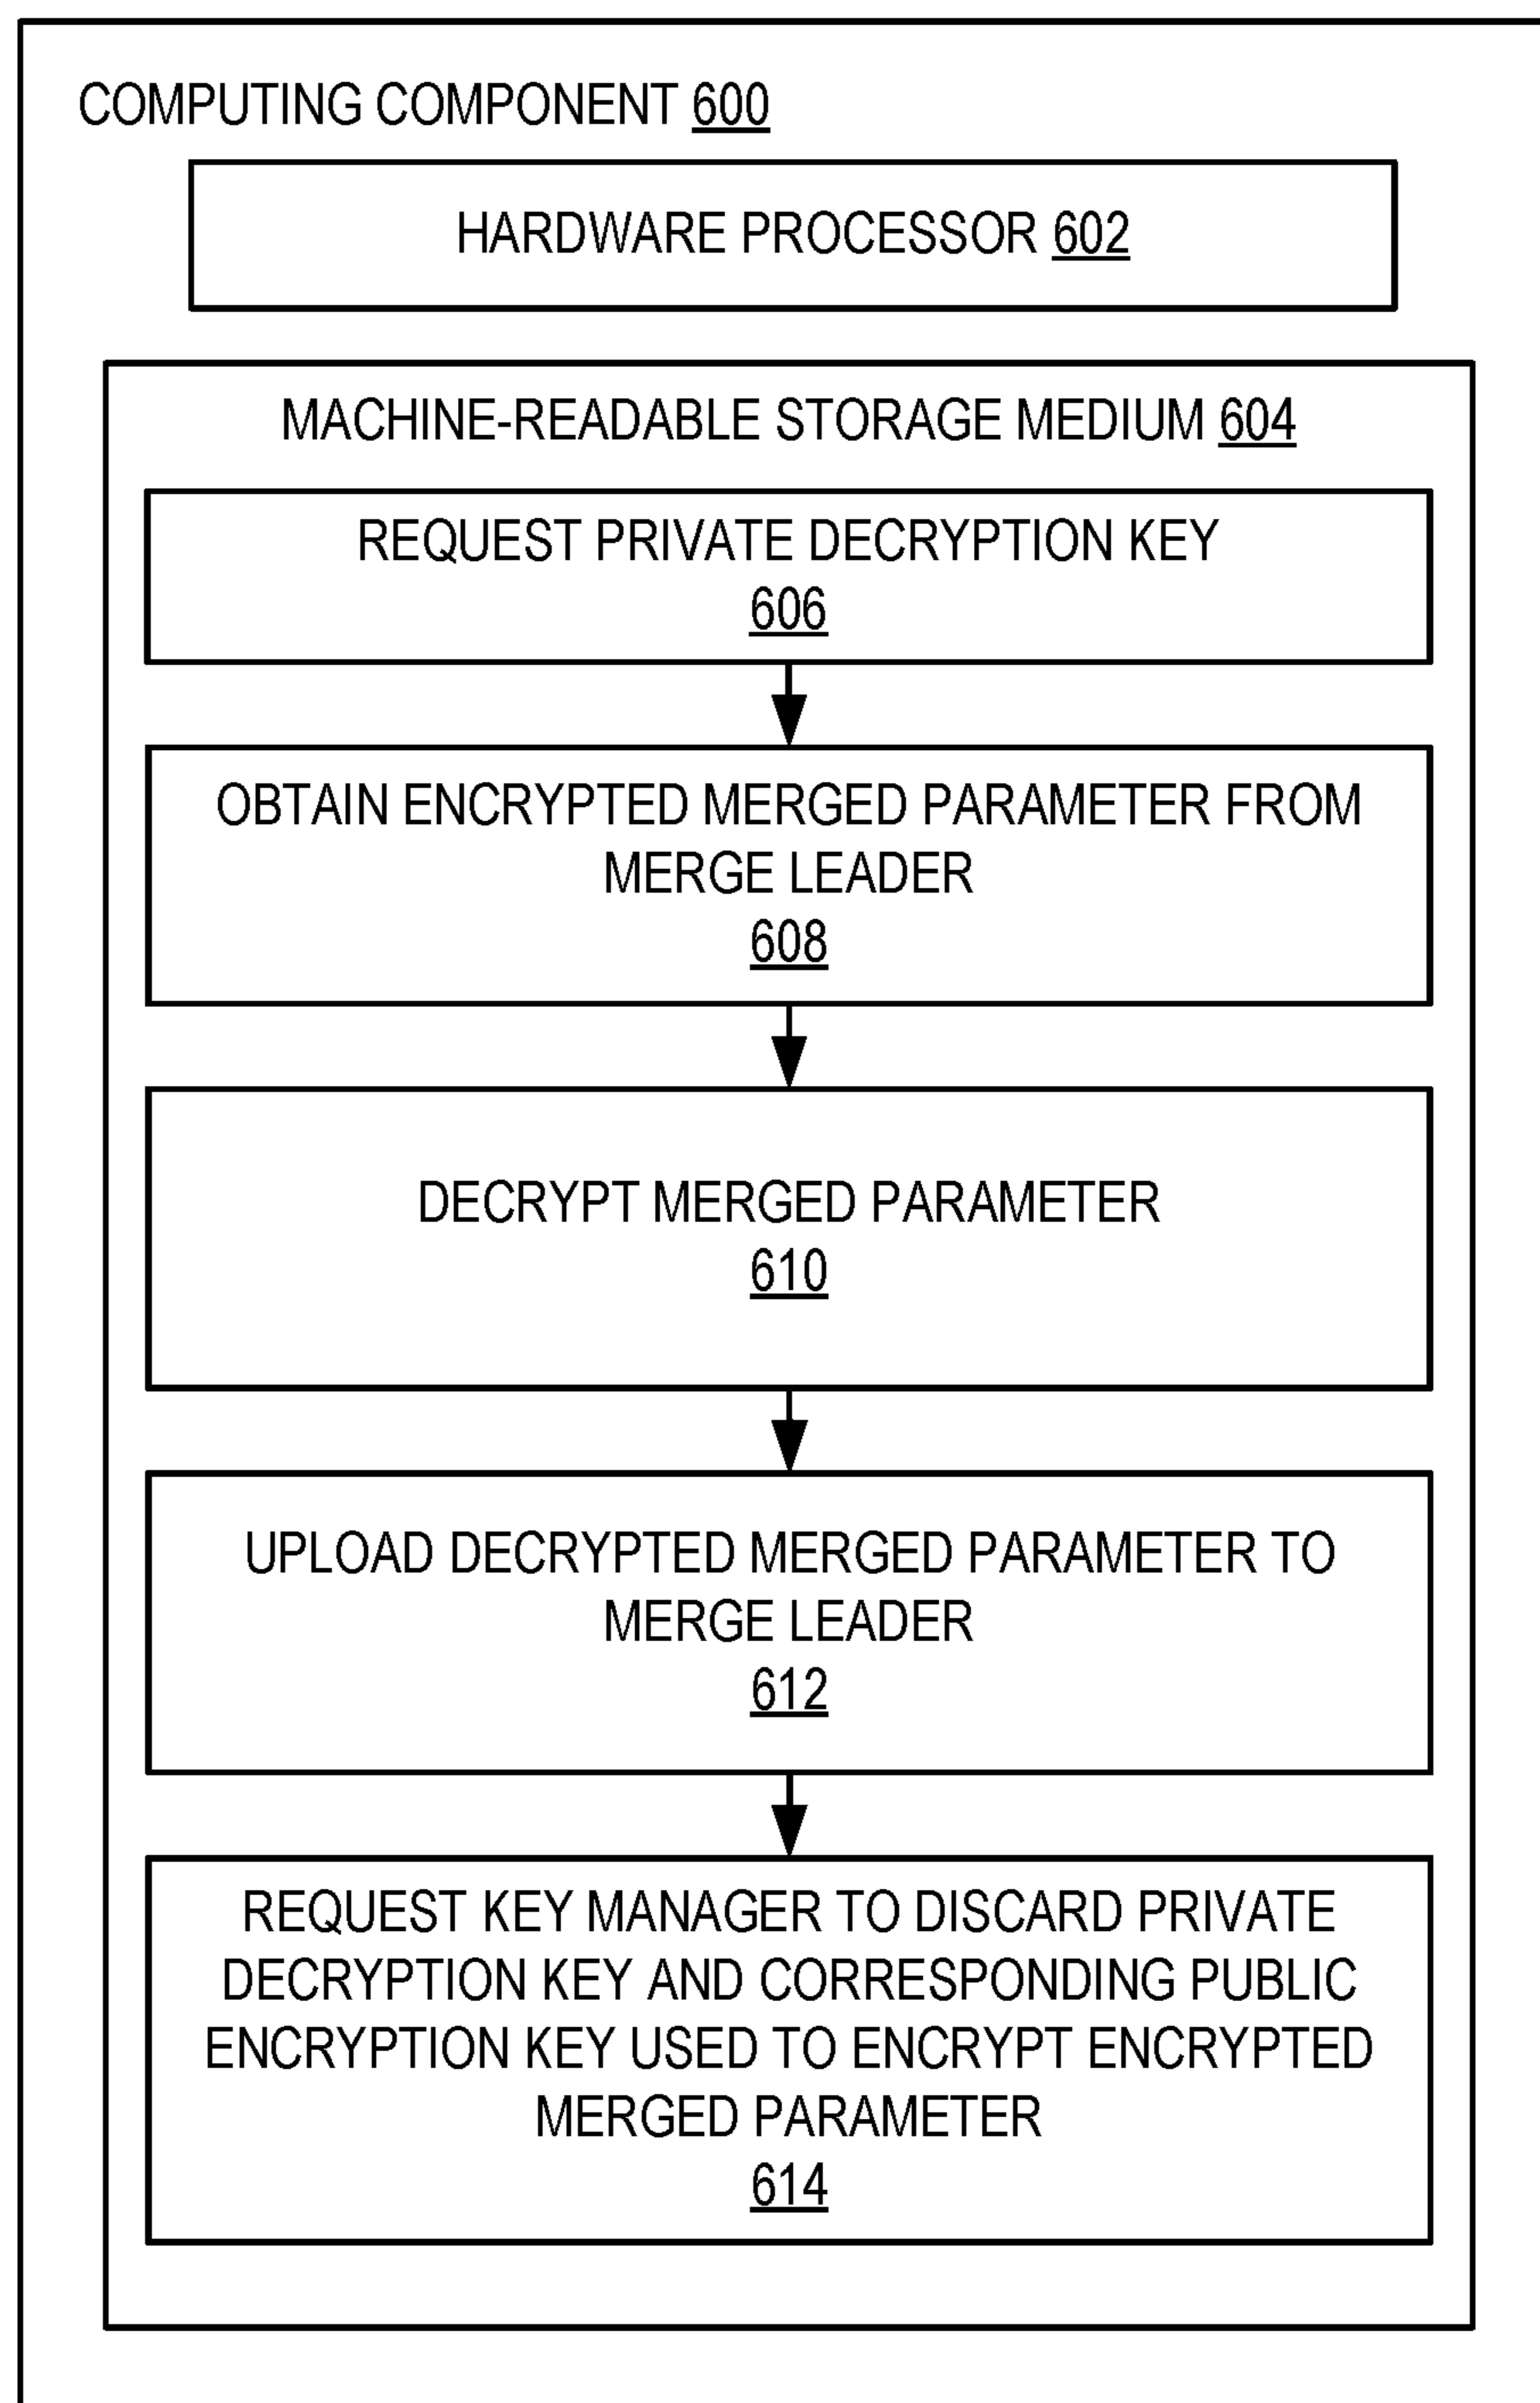 COMPUTING COMPONENT 600
HARDWARE PROCESSOR 602
MACHINE-READABLE STORAGE MEDIUM 604
REQUEST PRIVATE DECRYPTION KEY
606
OBTAIN ENCRYPTED MERGED PARAMETER FROM
MERGE LEADER
608
DECRYPT MERGED PARAMETER
610
UPLOAD DECRYPTED MERGED PARAMETER TO
MERGE LEADER
612
REQUEST KEY MANAGER TO DISCARD PRIVATE
DECRYPTION KEY AND CORRESPONDING PUBLIC
ENCRYPTION KEY USED TO ENCRYPT ENCRYPTED
MERGED PARAMETER
614